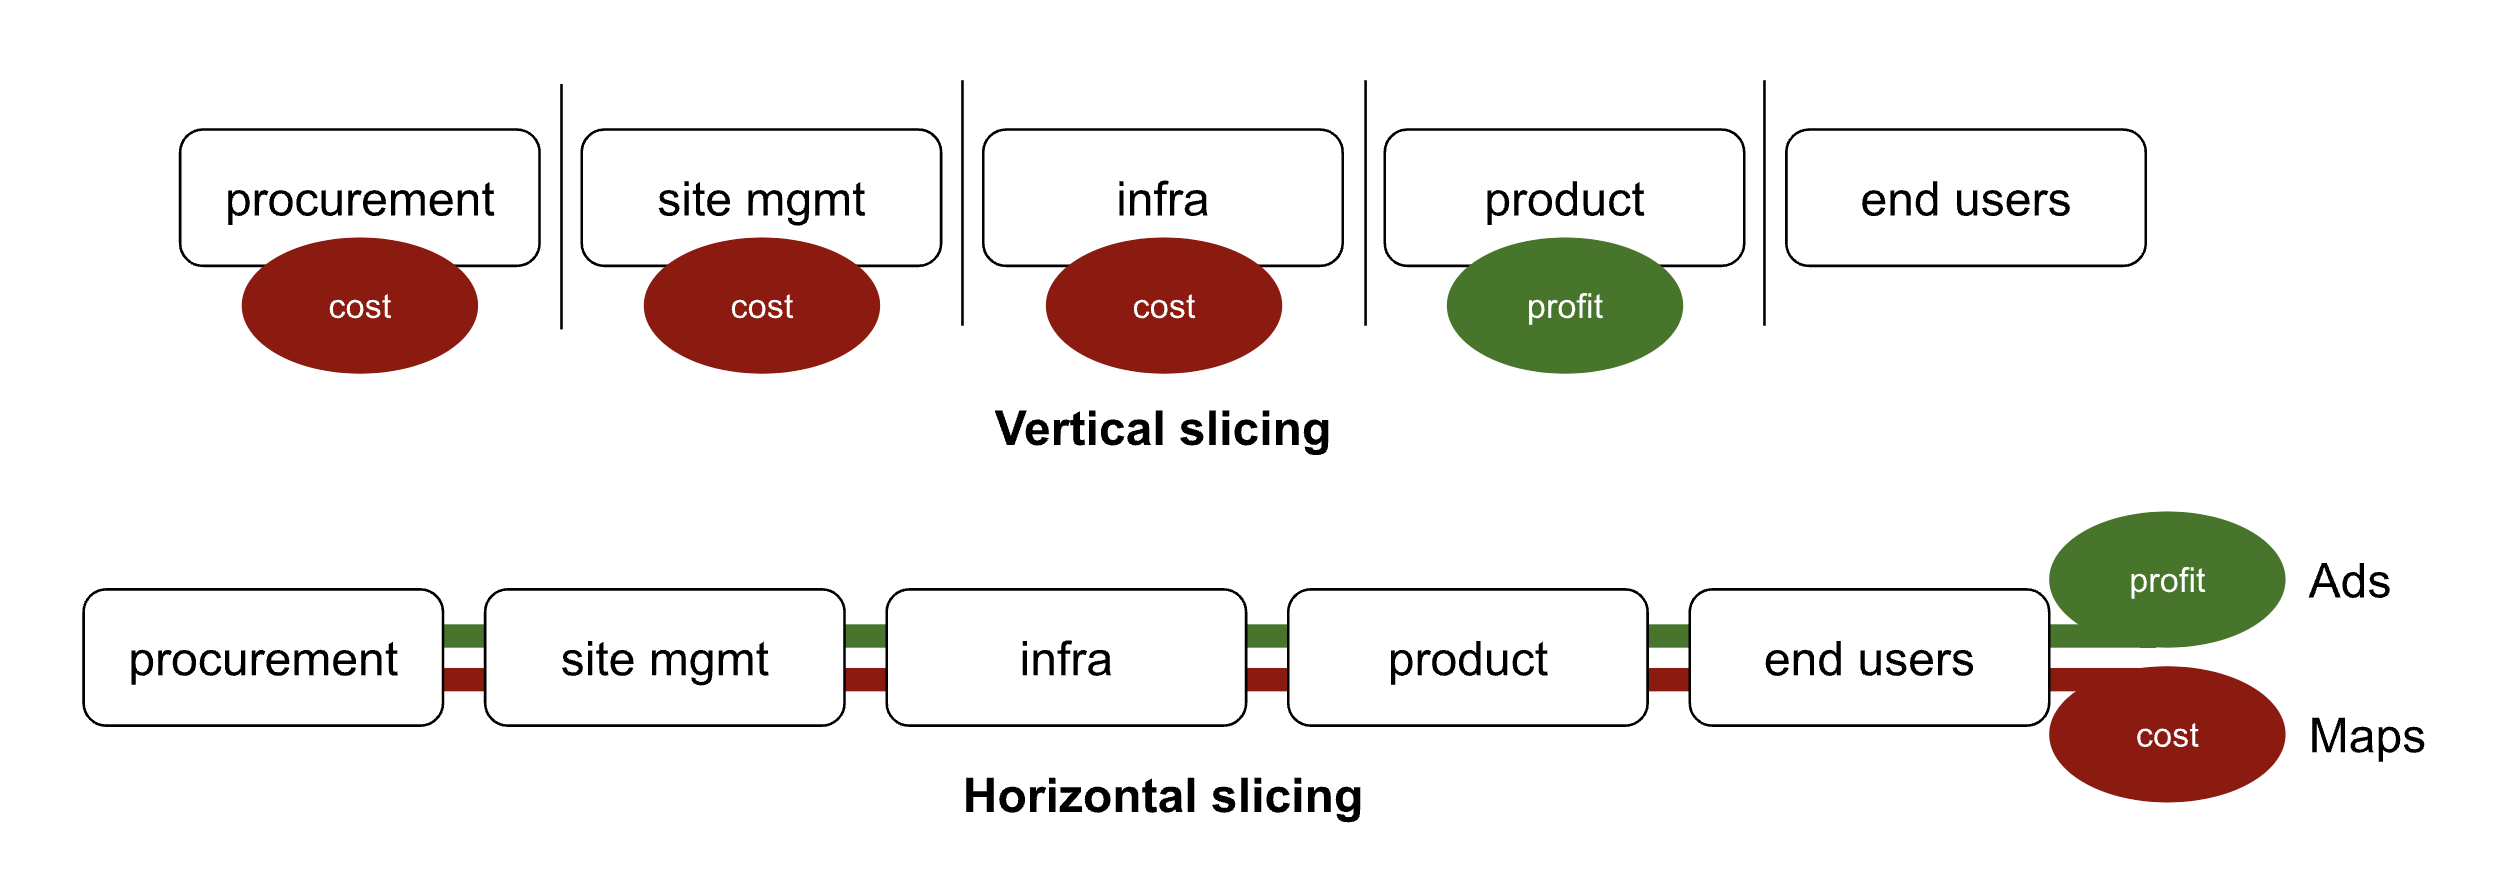 procurement
site mgmt
infra
product
end users
cost
cost
cost
profit
Vertical slicing
profit
Ads
procurement
site mgmt
infra
product
end users
cost
Maps
Horizontal slicing